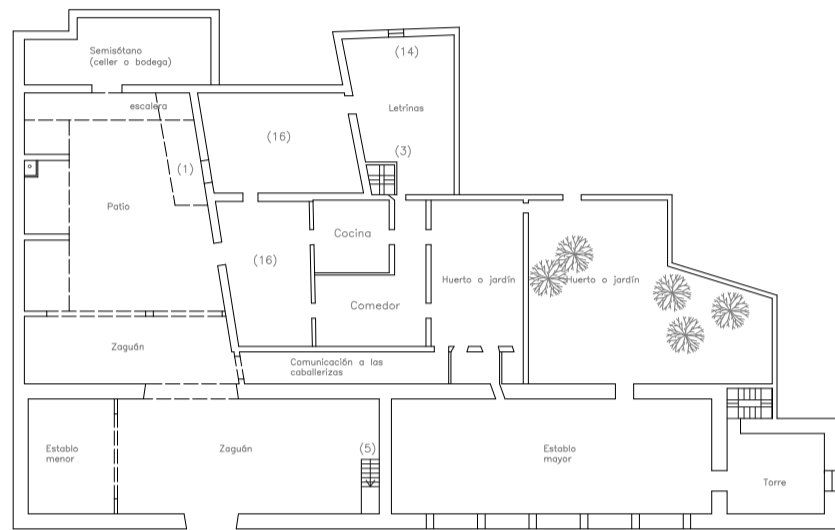 Semisótano
(celler o bodega)
escalera
(14)
Letrinas
(16)
(3)
(1)
Patio
Cocina
(16)
Huerto o jardín
Huerto o jardín
Comedor
Zaguán
Comunicación a las
caballerizas
Establo
menor
Zaguán
(5)
Establo
mayor
Torre